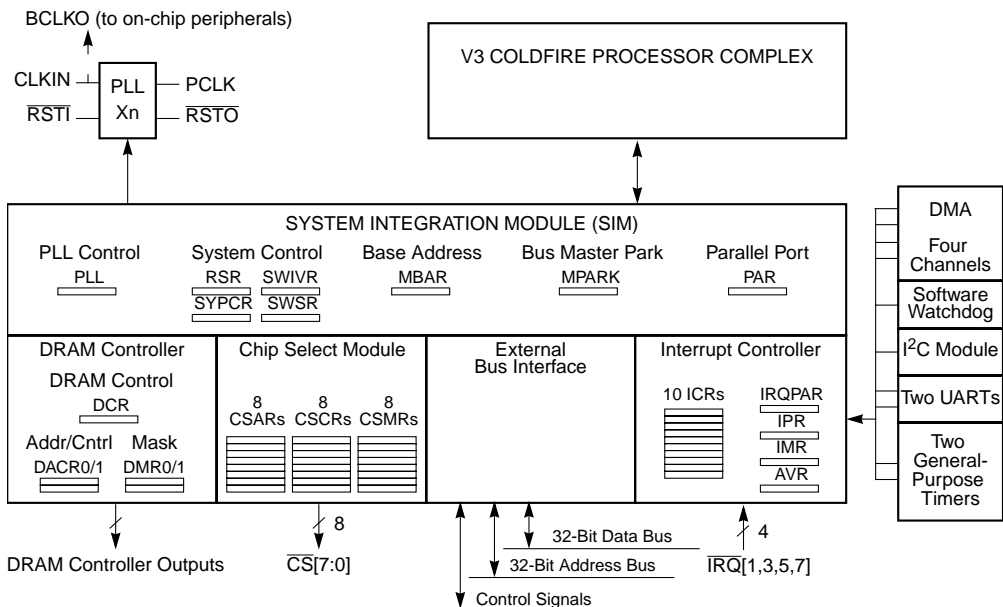 BCLKO (to on-chip peripherals)
CLKIN
PLL
PCLK
RSTI
Xn
RSTO
V3 COLDFIRE PROCESSOR COMPLEX
SYSTEM INTEGRATION MODULE (SIM)
PLL Control
System Control
Base Address
Bus Master Park
Parallel Port
PLL
RSR
SWIVR
MBAR
MPARK
PAR
SYPCR
SWSR
DRAM Controller
DRAM Control
DCR
Addr/Cntrl
Mask
DACR0/1
DMR0/1
Chip Select Module
8
CSARs
8
CSCRs
8
CSMRs
External
Bus Interface
Interrupt Controller
10 ICRs
IRQPAR
IPR
IMR
AVR
DMA
Four
Channels
Software
Watchdog
I2C Module
Two UARTs
Two
General-
Purpose
Timers
DRAM Controller Outputs
8
CS[7:0]
32-Bit Data Bus
32-Bit Address Bus
Control Signals
4
IRQ[1,3,5,7]